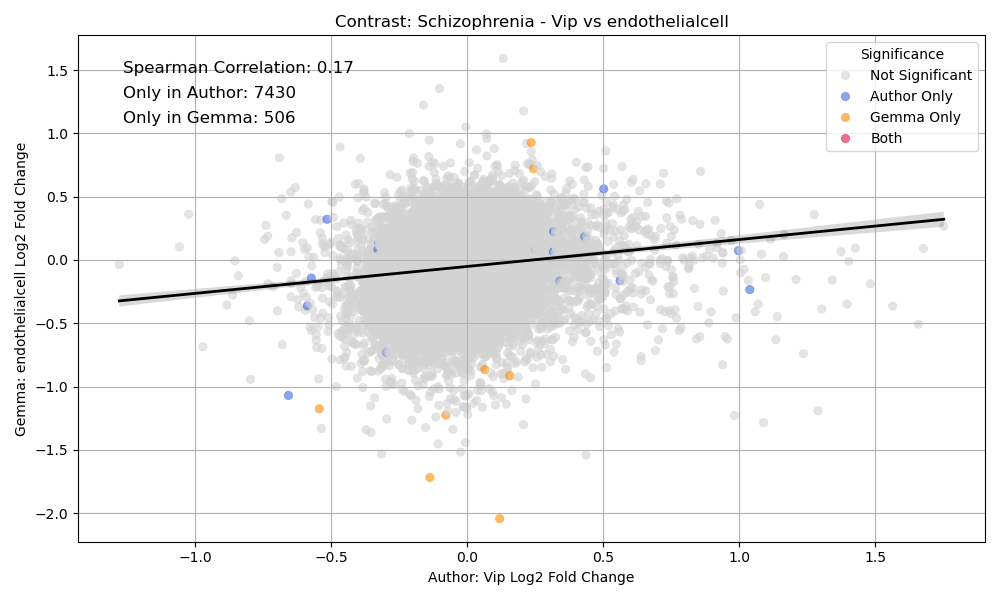 Contrast: Schizophrenia - Vip vs endothelialcell
Spearman Correlation: 0.17
Only in Author: 7430
Only in Gemma: 506
Significance
Not Significant
Author Only
Gemma Only
Both
Gemma: endothelialcell Log2 Fold Change
1.5
1.0
0.5
0.0
−0.5
−1.0
−1.5
−2.0
−1.0
−0.5
0.0
0.5
1.0
1.5
Author: Vip Log2 Fold Change